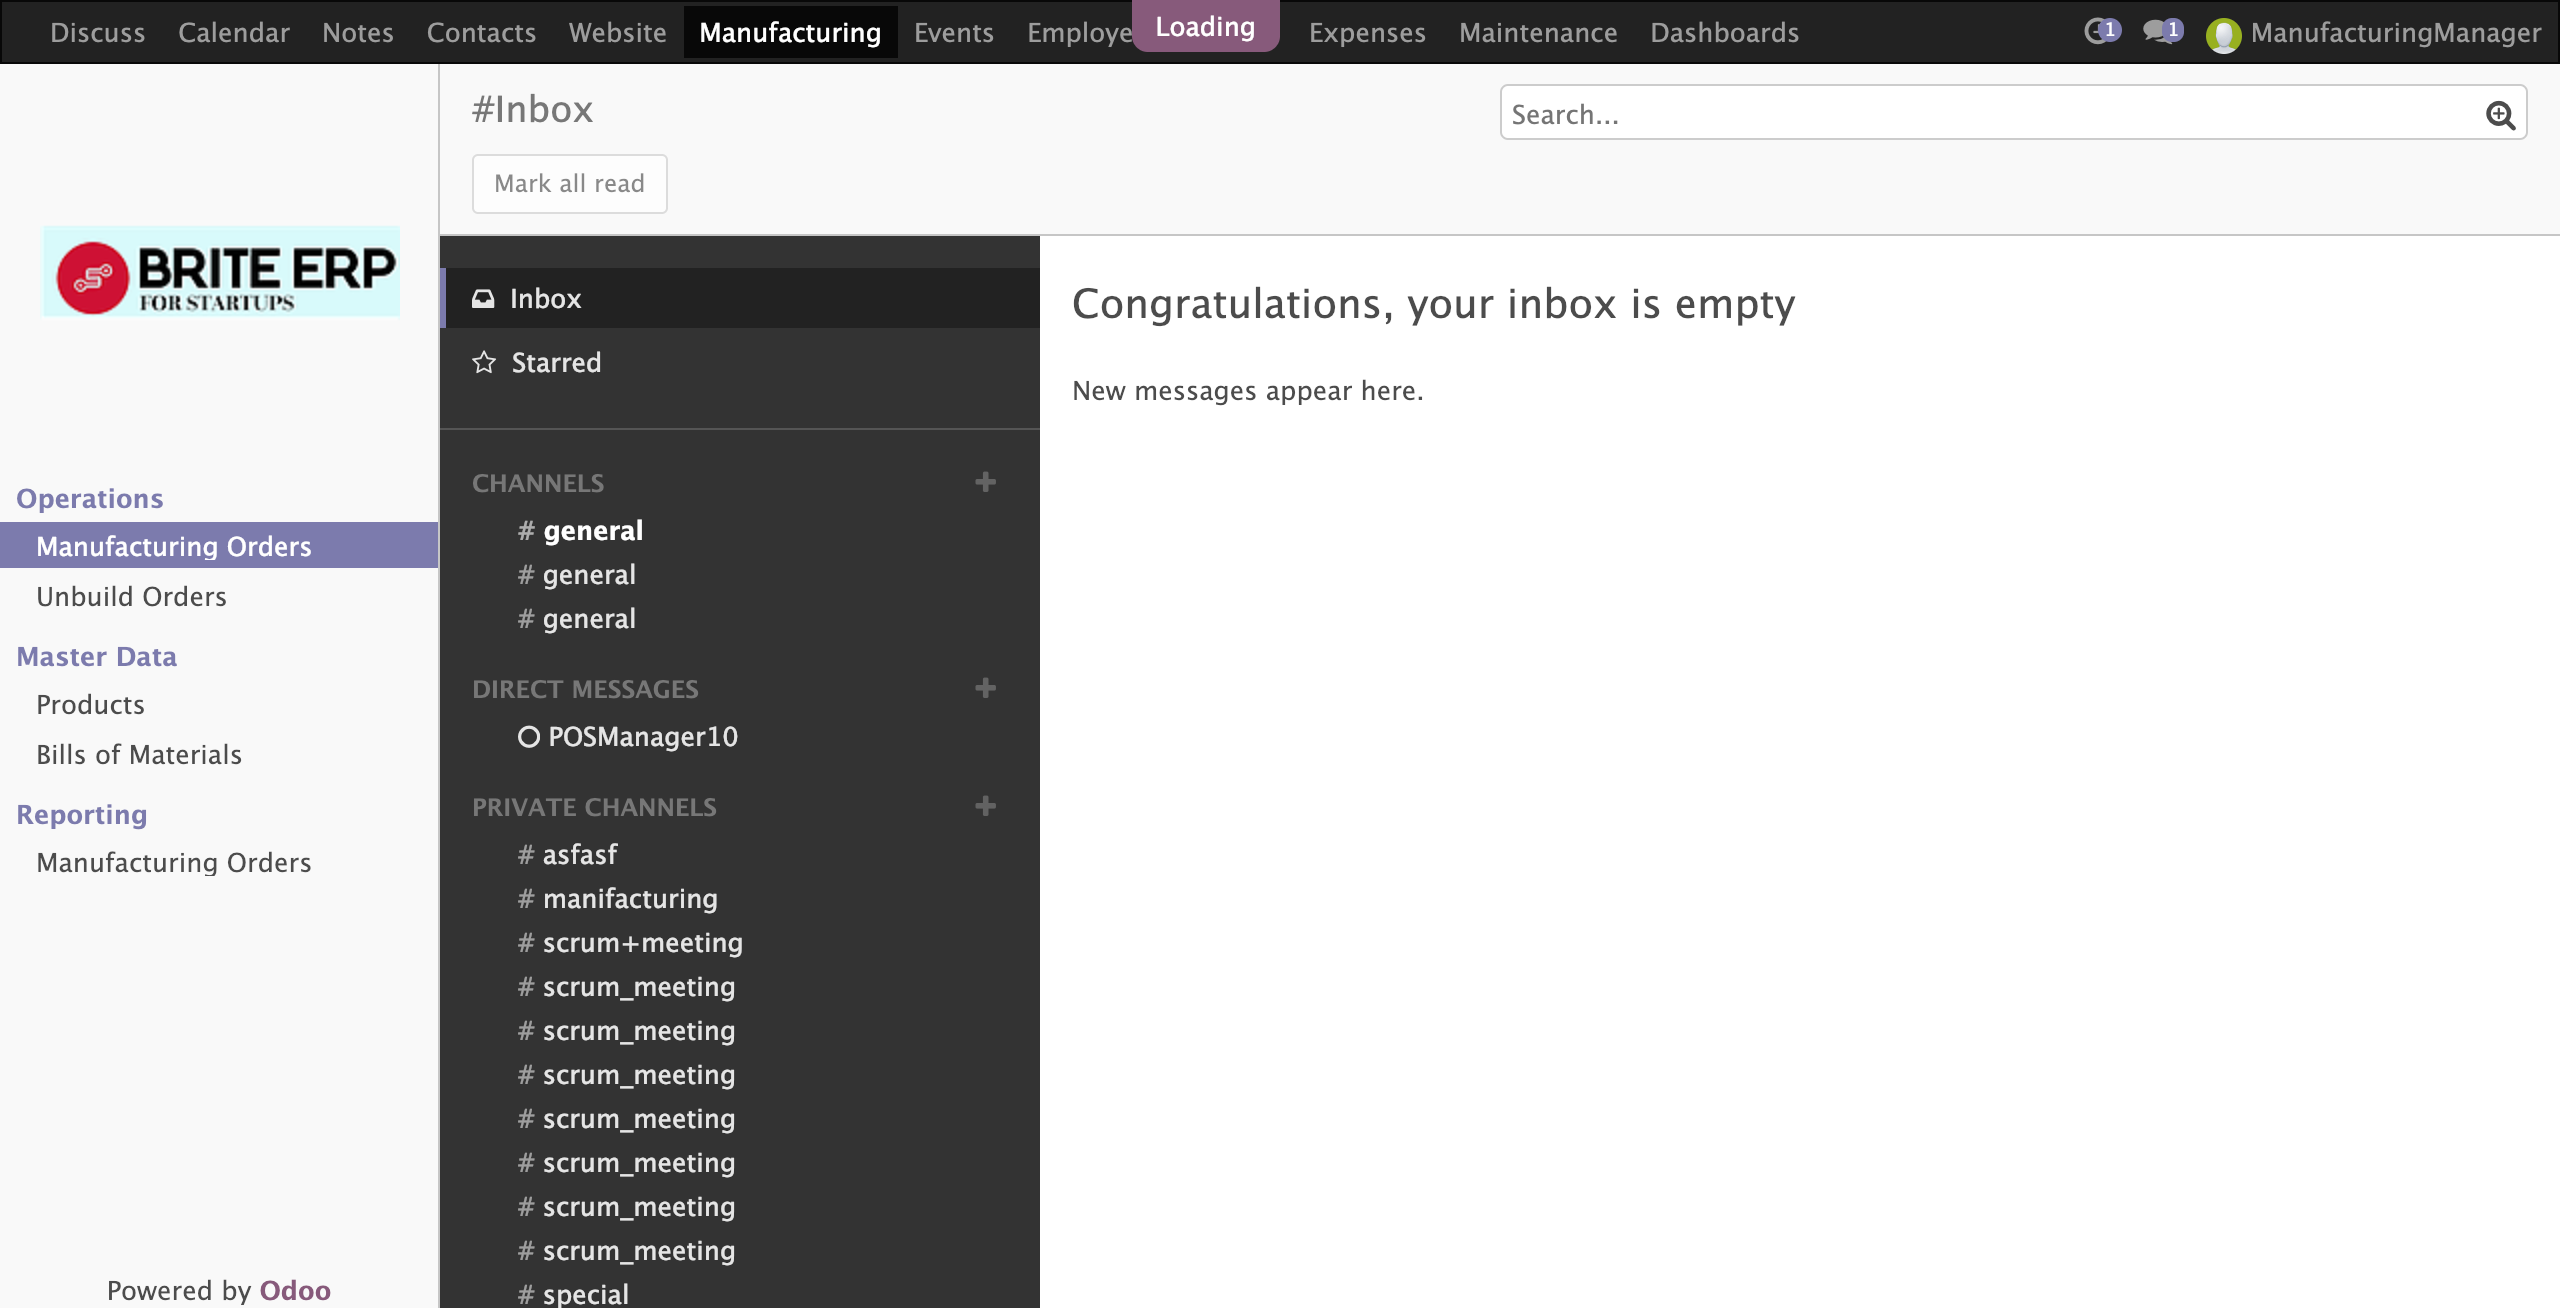 Discuss Calendar Notes Contacts Website Manufacturing Events Employe Loading Expenses Maintenance Dashboards 1 1 ManufacturingManager
#Inbox
Search...
Mark all read
BRITE ERP
FOR STARTUPS
Operations
Manufacturing Orders
Unbuild Orders
Master Data
Products
Bills of Materials
Reporting
Manufacturing Orders
Powered by Odoo
Inbox
Starred
CHANNELS
# general
# general
# general
DIRECT MESSAGES
POSManager10
PRIVATE CHANNELS
# asfasf
# manifacturing
# scrum+meeting
# scrum_meeting
# scrum_meeting
# scrum_meeting
# scrum_meeting
# scrum_meeting
# scrum_meeting
# scrum_meeting
# special
Congratulations, your inbox is empty
New messages appear here.